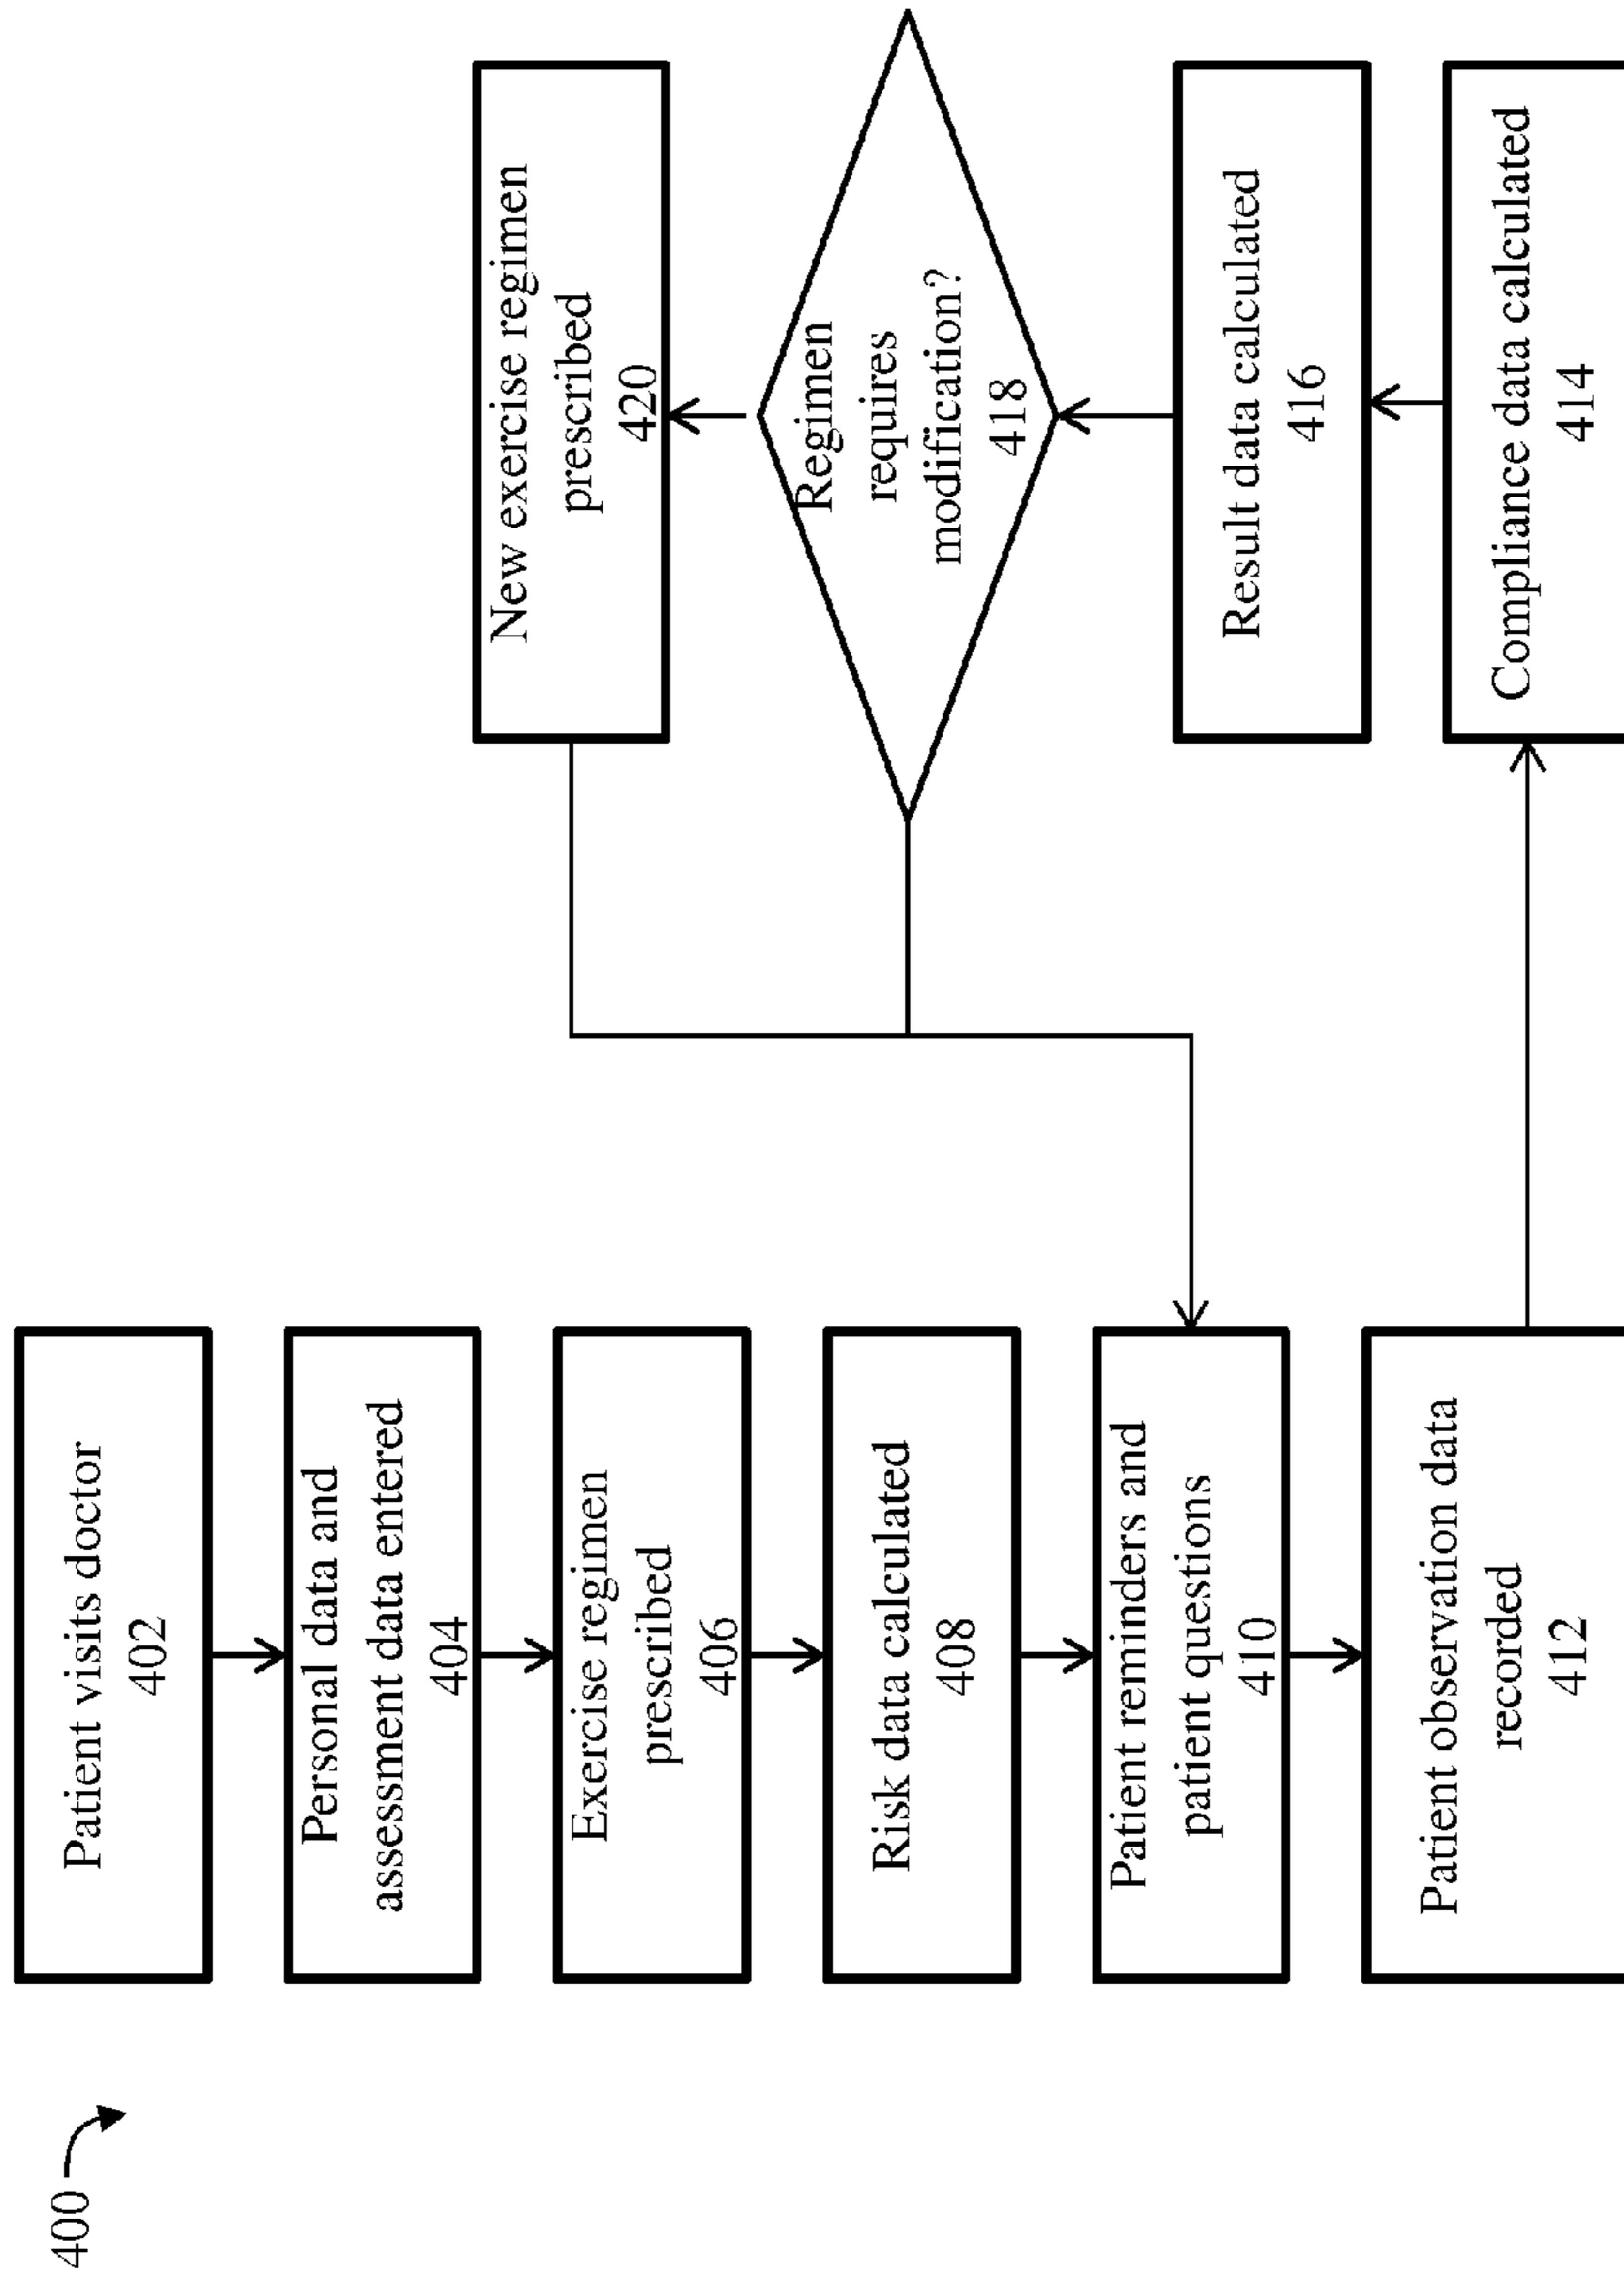 400
Patient visits doctor
402
Personal data and
assessment data entered
404
Exercise regimen
prescribed
406
Risk data calculated
408
Patient reminders and
patient questions
410
Patient observation data
recorded
412
New exercise regimen
prescribed
420
Regimen
requires
modification?
418
Result data calculated
416
Compliance data calculated
414